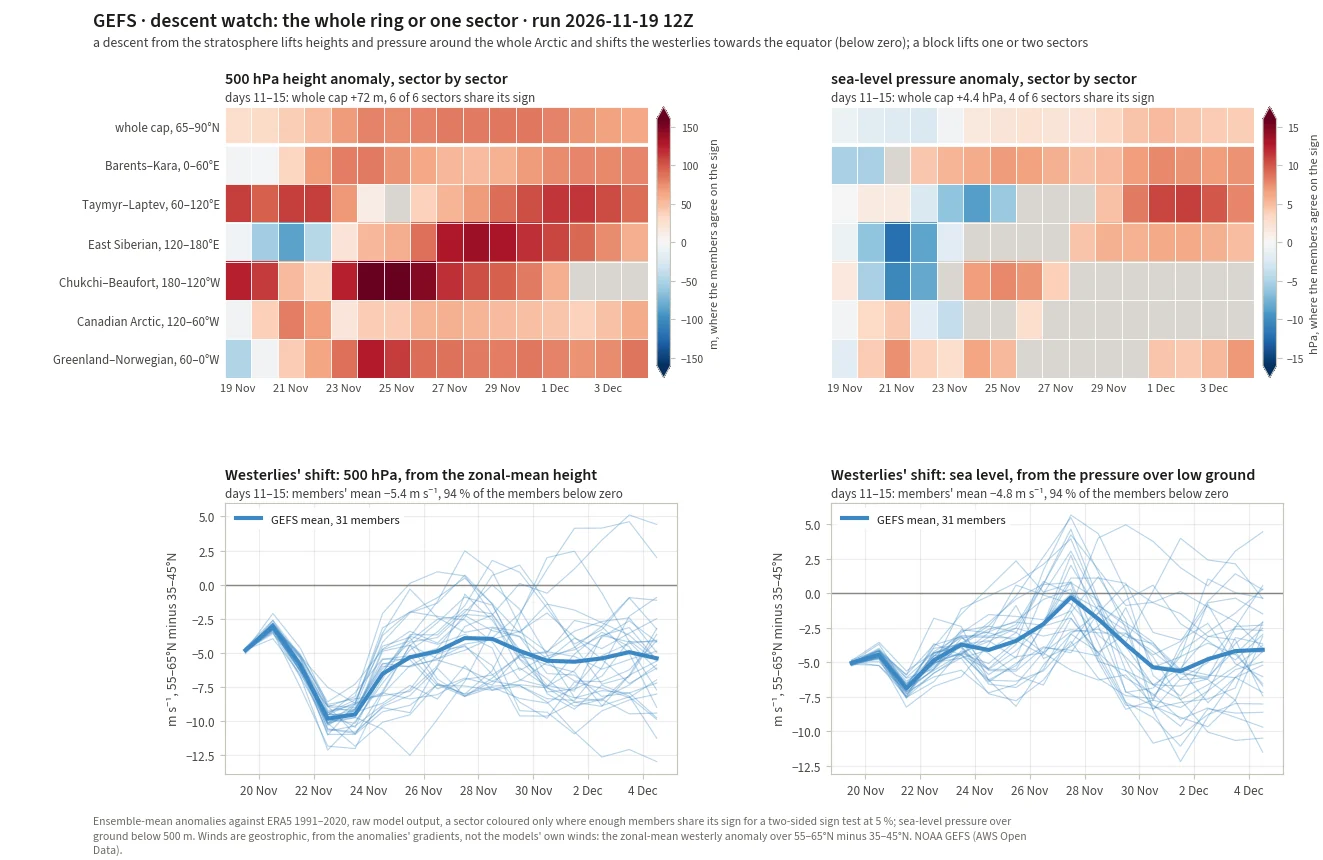 GEFS · descent watch: the whole ring or one sector · run 2026-11-19 12Z
a descent from the stratosphere lifts heights and pressure around the whole Arctic and shifts the westerlies towards the equator (below zero); a block lifts one or two sectors
500 hPa height anomaly, sector by sector
days 11–15: whole cap +72 m, 6 of 6 sectors share its sign
whole cap, 65–90°N
Barents–Kara, 0–60°E
Taymyr–Laptev, 60–120°E
East Siberian, 120–180°E
Chukchi–Beaufort, 180–120°W
Canadian Arctic, 120–60°W
Greenland–Norwegian, 60–0°W
19 Nov 21 Nov 23 Nov 25 Nov 27 Nov 29 Nov 1 Dec 3 Dec
150
100
50
0
−50
−100
−150
m, where the members agree on the sign
sea-level pressure anomaly, sector by sector
days 11–15: whole cap +4.4 hPa, 4 of 6 sectors share its sign
19 Nov 21 Nov 23 Nov 25 Nov 27 Nov 29 Nov 1 Dec 3 Dec
15
10
5
0
−5
−10
−15
hPa, where the members agree on the sign
Westerlies' shift: 500 hPa, from the zonal-mean height
days 11–15: members' mean −5.4 m s⁻¹, 94 % of the members below zero
GEFS mean, 31 members
m s⁻¹, 55–65°N minus 35–45°N
5.0
2.5
0.0
−2.5
−5.0
−7.5
−10.0
−12.5
20 Nov 22 Nov 24 Nov 26 Nov 28 Nov 30 Nov 2 Dec 4 Dec
Westerlies' shift: sea level, from the pressure over low ground
days 11–15: members' mean −4.8 m s⁻¹, 94 % of the members below zero
GEFS mean, 31 members
m s⁻¹, 55–65°N minus 35–45°N
5.0
2.5
0.0
−2.5
−5.0
−7.5
−10.0
−12.5
20 Nov 22 Nov 24 Nov 26 Nov 28 Nov 30 Nov 2 Dec 4 Dec
Ensemble-mean anomalies against ERA5 1991–2020, raw model output, a sector coloured only where enough members share its sign for a two-sided sign test at 5 %; sea-level pressure over
ground below 500 m. Winds are geostrophic, from the anomalies' gradients, not the models' own winds: the zonal-mean westerly anomaly over 55–65°N minus 35–45°N. NOAA GEFS (AWS Open
Data).